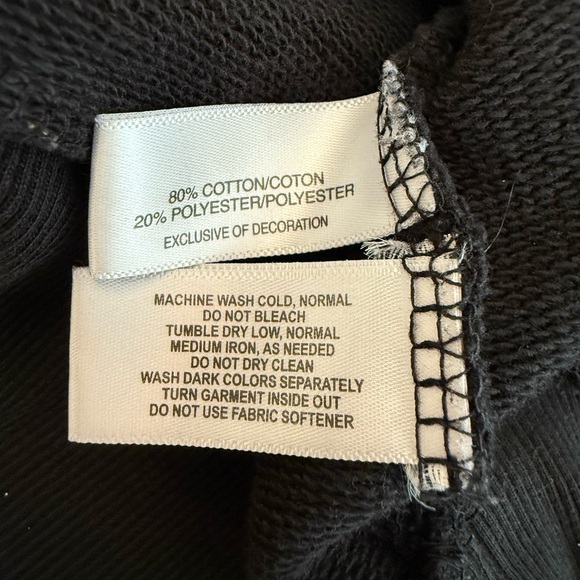 80% COTTON/COTON
20% POLYESTER/POLYESTER
EXCLUSIVE OF DECORATION
MACHINE WASH COLD, NORMAL
DO NOT BLEACH
TUMBLE DRY LOW, NORMAL
MEDIUM IRON, AS NEEDED
DO NOT DRY CLEAN
WASH DARK COLORS SEPARATELY
TURN GARMENT INSIDE OUT
DO NOT USE FABRIC SOFTENER